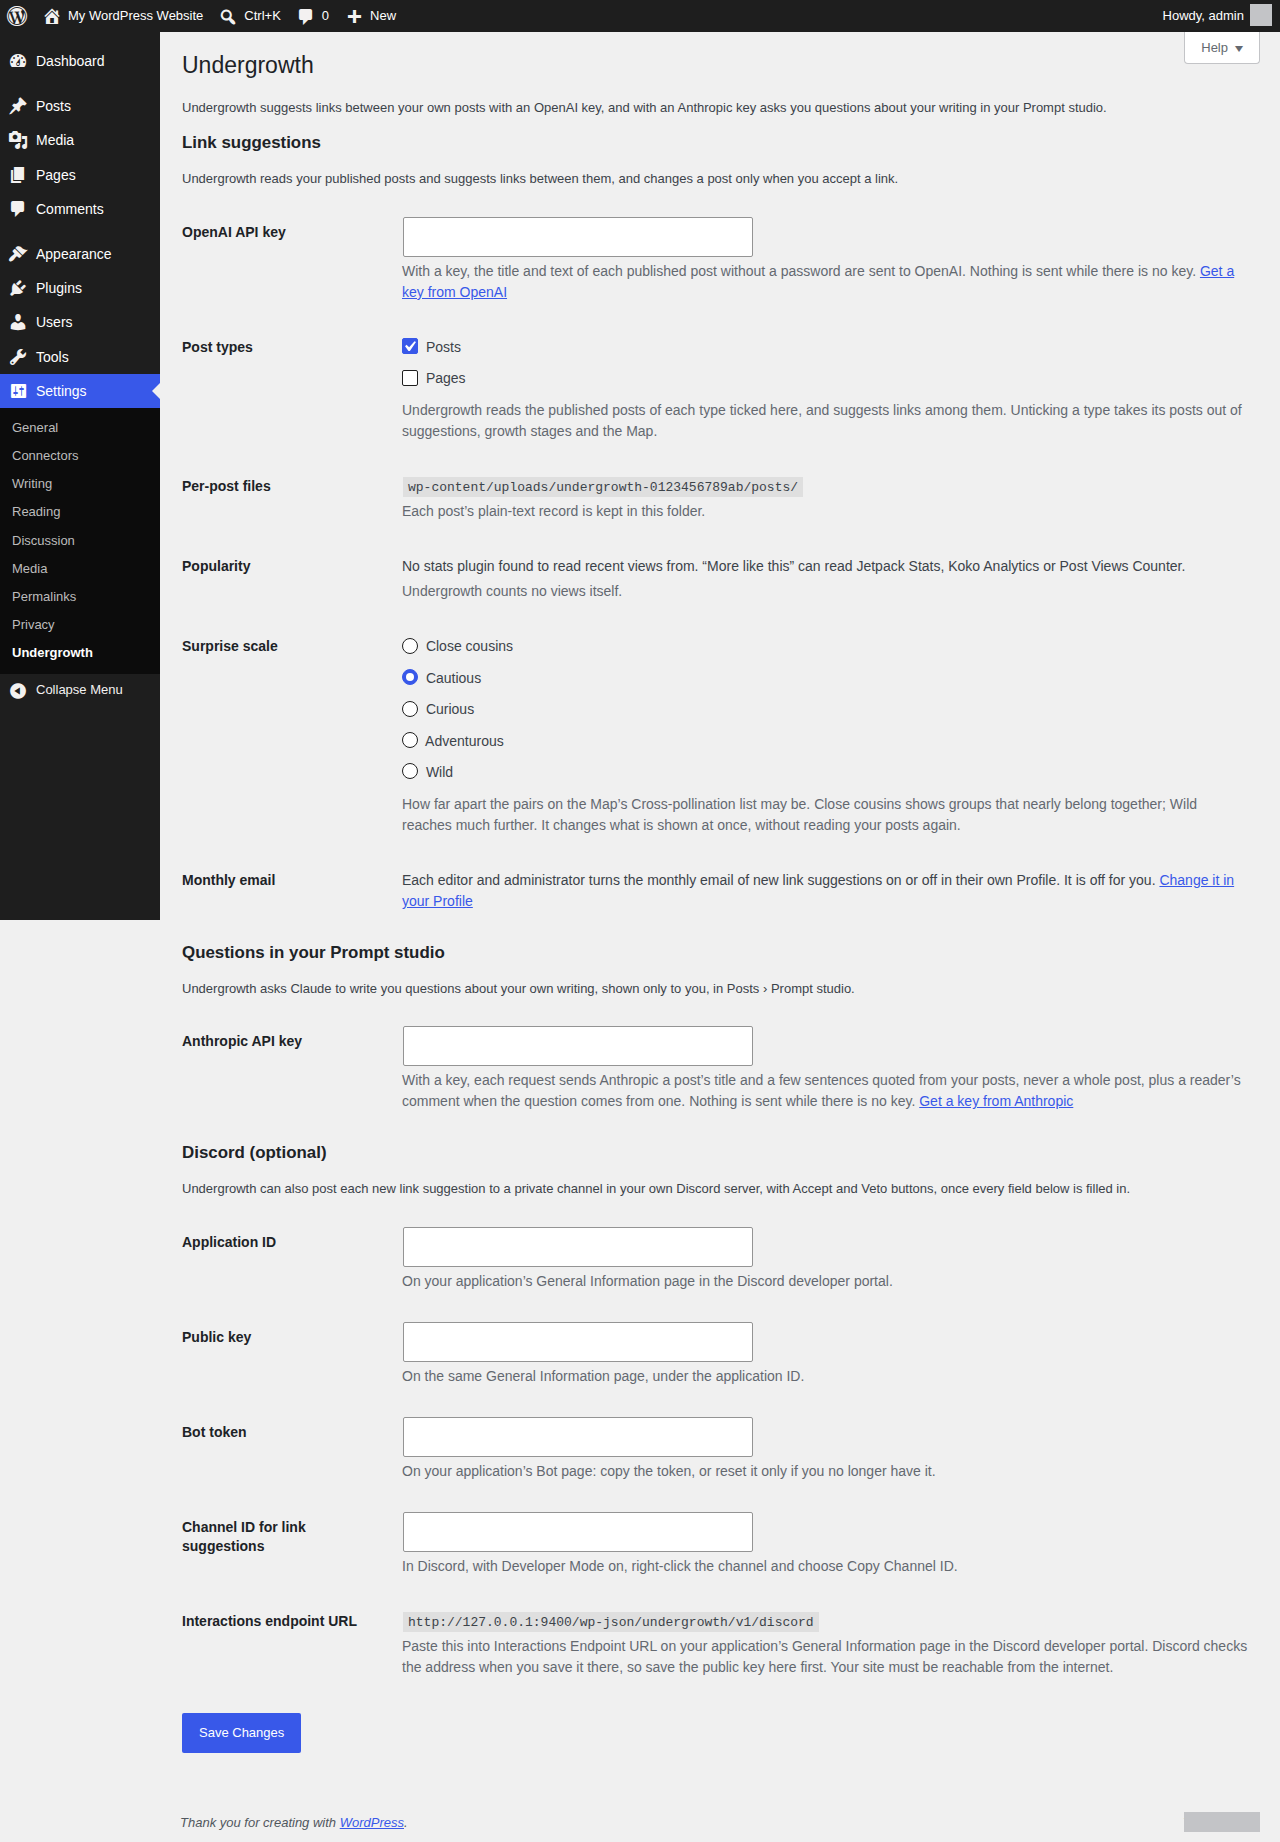 My WordPress Website
Ctrl+K
0
New
Howdy, admin
Help
Dashboard
Posts
Media
Pages
Comments
Appearance
Plugins
Users
Tools
Settings
General
Connectors
Writing
Reading
Discussion
Media
Permalinks
Privacy
Undergrowth
Collapse Menu
Undergrowth
Undergrowth suggests links between your own posts with an OpenAI key, and with an Anthropic key asks you questions about your writing in your Prompt studio.
Link suggestions
Undergrowth reads your published posts and suggests links between them, and changes a post only when you accept a link.
OpenAI API key
With a key, the title and text of each published post without a password are sent to OpenAI. Nothing is sent while there is no key. Get a
key from OpenAI
Post types
Posts
Pages
Undergrowth reads the published posts of each type ticked here, and suggests links among them. Unticking a type takes its posts out of
suggestions, growth stages and the Map.
Per-post files
wp-content/uploads/undergrowth-0123456789ab/posts/
Each post’s plain-text record is kept in this folder.
Popularity
No stats plugin found to read recent views from. “More like this” can read Jetpack Stats, Koko Analytics or Post Views Counter.
Undergrowth counts no views itself.
Surprise scale
Close cousins
Cautious
Curious
Adventurous
Wild
How far apart the pairs on the Map’s Cross-pollination list may be. Close cousins shows groups that nearly belong together; Wild
reaches much further. It changes what is shown at once, without reading your posts again.
Monthly email
Each editor and administrator turns the monthly email of new link suggestions on or off in their own Profile. It is off for you. Change it in
your Profile
Questions in your Prompt studio
Undergrowth asks Claude to write you questions about your own writing, shown only to you, in Posts › Prompt studio.
Anthropic API key
With a key, each request sends Anthropic a post’s title and a few sentences quoted from your posts, never a whole post, plus a reader’s
comment when the question comes from one. Nothing is sent while there is no key. Get a key from Anthropic
Discord (optional)
Undergrowth can also post each new link suggestion to a private channel in your own Discord server, with Accept and Veto buttons, once every field below is filled in.
Application ID
On your application’s General Information page in the Discord developer portal.
Public key
On the same General Information page, under the application ID.
Bot token
On your application’s Bot page: copy the token, or reset it only if you no longer have it.
Channel ID for link
suggestions
In Discord, with Developer Mode on, right-click the channel and choose Copy Channel ID.
Interactions endpoint URL
http://127.0.0.1:9400/wp-json/undergrowth/v1/discord
Paste this into Interactions Endpoint URL on your application’s General Information page in the Discord developer portal. Discord checks
the address when you save it there, so save the public key here first. Your site must be reachable from the internet.
Save Changes
Thank you for creating with WordPress.